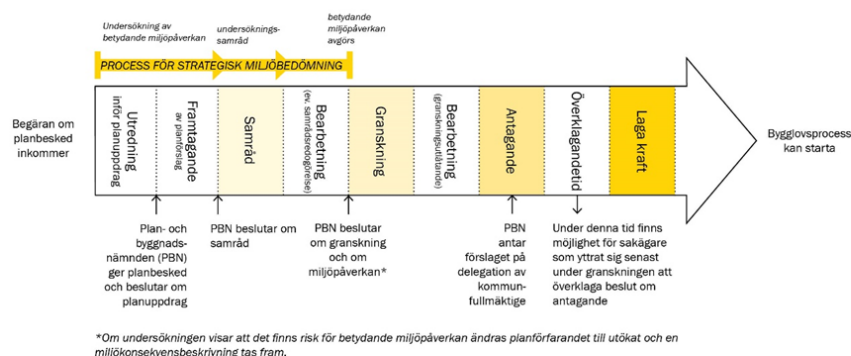 Undersökning av
betydande miljöpåverkan
undersöknings-
samråd
betydande
miljöpåverkan
avgörs
PROCESS FÖR STRATEGISK MILJÖBEDÖMNING
Begäran om
planbesked
inkommer
Utredning
inför planuppdrag
Framtagande
av planförslag
Samråd
Bearbetning
(ev. samrådsredogörelse)
Granskning
Bearbetning
(granskningsutlåtande)
Antagande
Överklagandetid
Laga kraft
Bygglovsprocess
kan starta
Plan- och
byggnads-
nämnden (PBN)
ger planbesked
och beslutar om
planuppdrag
PBN beslutar om
samråd
PBN beslutar
om granskning
och om
miljöpåverkan*
PBN
antar
förslaget på
delegation av
kommun-
fullmäktige
Under denna tid finns
möjlighet för sakägare
som yttrat sig senast
under granskningen att
överklaga beslut om
antagande
*Om undersökningen visar att det finns risk för betydande miljöpåverkan ändras planförfarandet till utökat och en
miljökonsekvensbeskrivning tas fram.